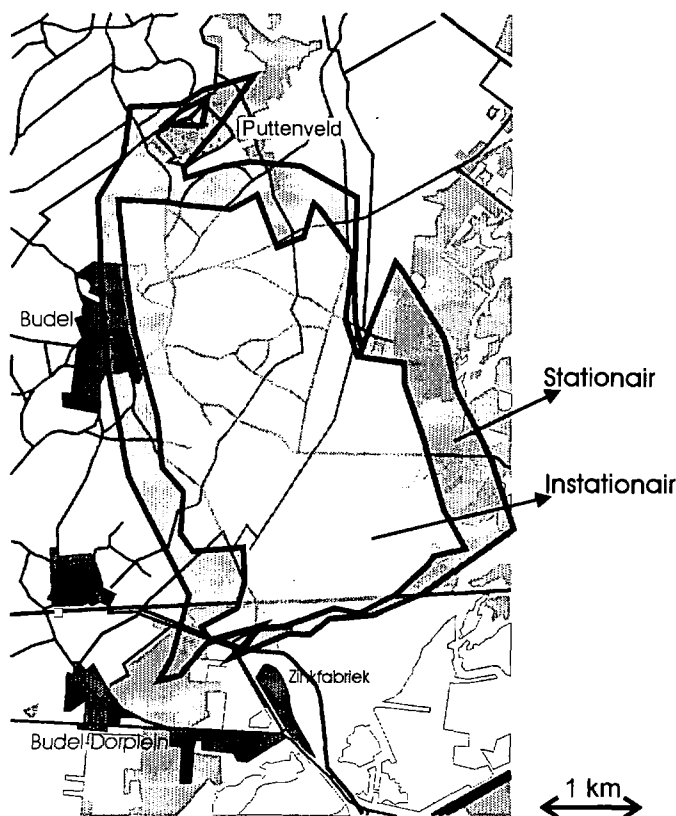 Puttenveld
Budel
Stationair
Instationair
Zinkfabriek
Budel-Dorplein
1 km